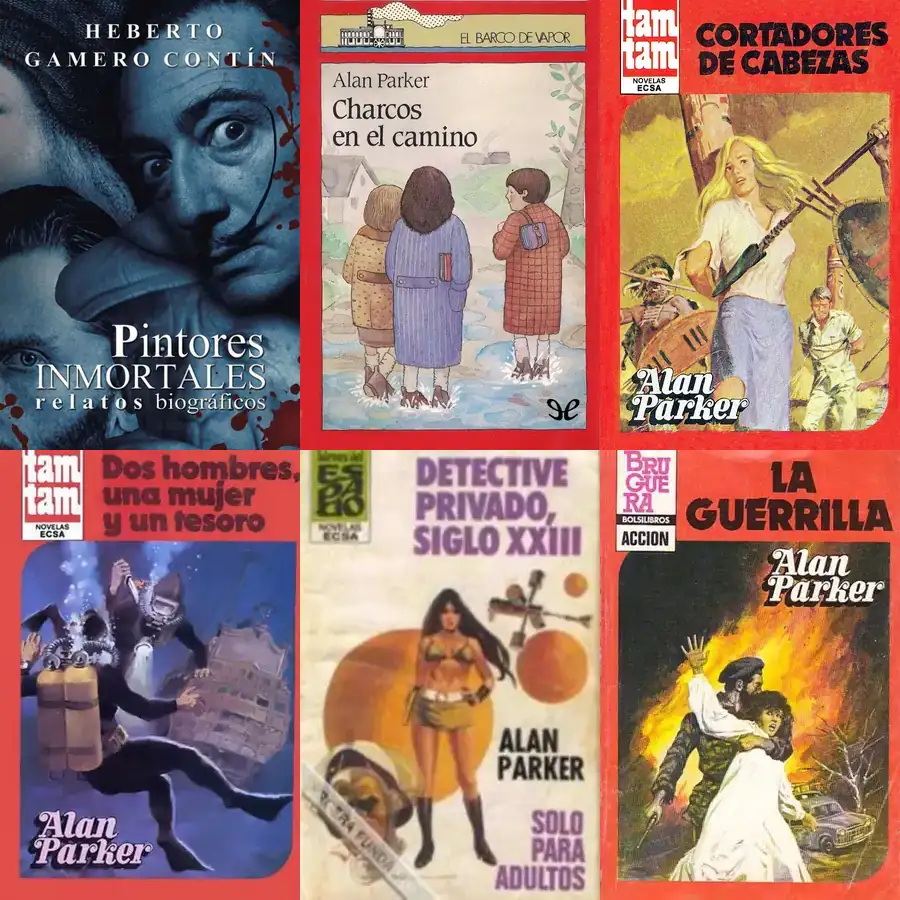 HEBERTO
GAMERO CONTÍN
Pintores
INMORTALES
relatos biográficos
EL BARCO DE VAPOR
Alan Parker
Charcos
en el camino
tam
tam
NOVELAS
ECSA
CORTADORES
DE CABEZAS
Alan
Parker
tam
tam
NOVELAS
ECSA
Dos hombres,
una mujer
y un tesoro
Alan
Parker
ESPACIO
NOVELAS
ECSA
DETECTIVE
PRIVADO,
SIGLO XXIII
ALAN
PARKER
SOLO
PARA
ADULTOS
BRU
GUE
RA
BOLSILIBROS
ACCION
LA
GUERRILLA
Alan
Parker